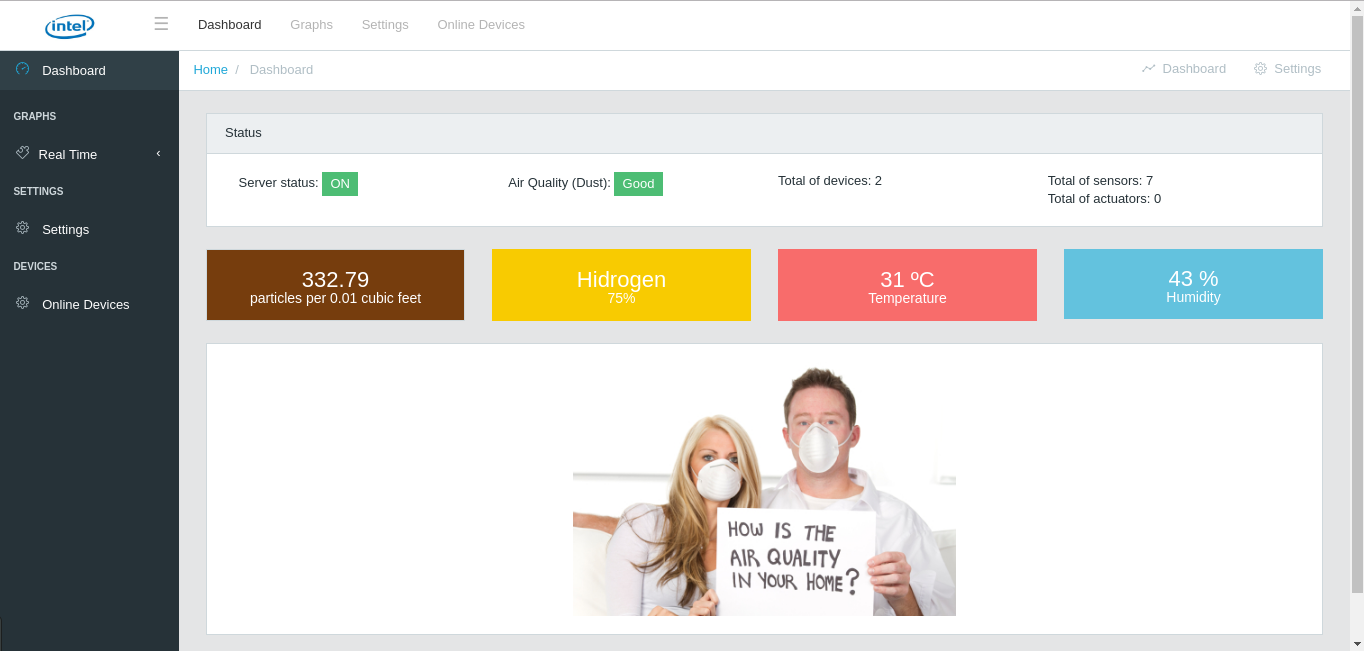 intel
Dashboard Graphs Settings Online Devices
Dashboard
Home / Dashboard
Dashboard Settings
GRAPHS
Real Time
SETTINGS
Settings
DEVICES
Online Devices
Status
Server status: ON
Air Quality (Dust): Good
Total of devices: 2
Total of sensors: 7
Total of actuators: 0
332.79
particles per 0.01 cubic feet
Hidrogen
75%
31 ºC
Temperature
43 %
Humidity
HOW IS THE
AIR QUALITY
IN YOUR HOME?